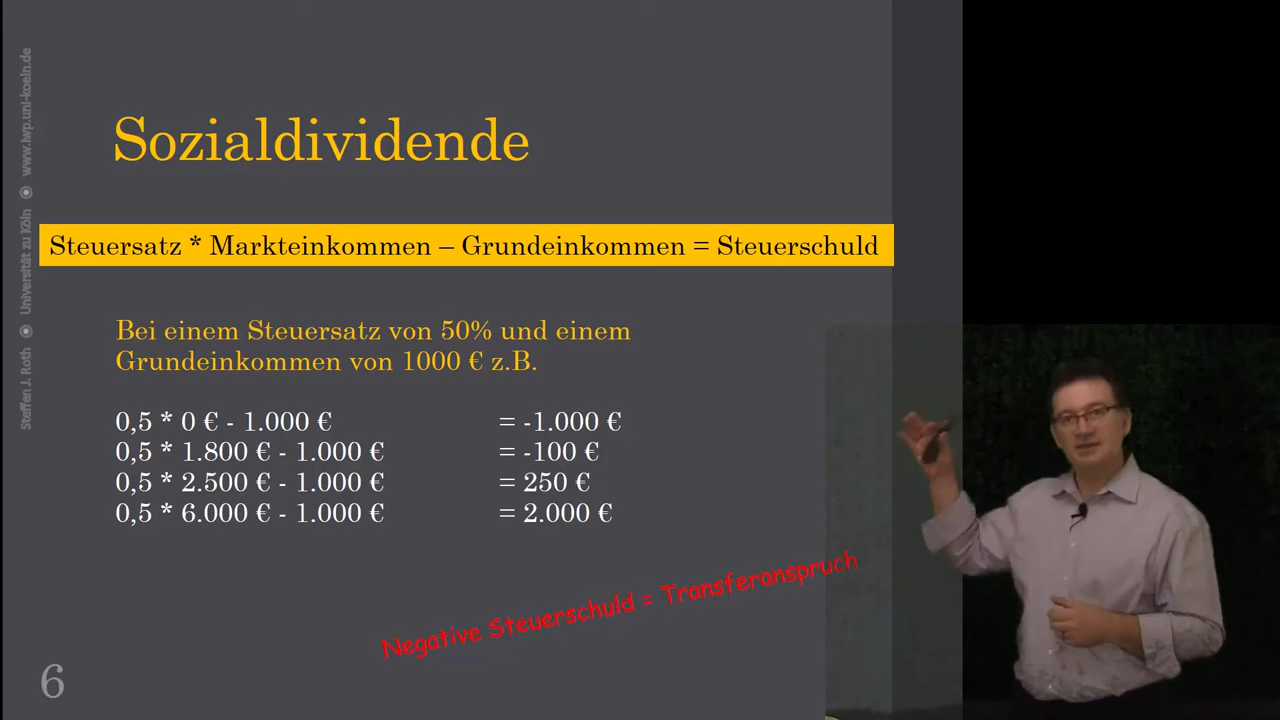 Steffen J. Roth ⦿ Universität zu Köln ⦿ www.iwp.uni-koeln.de
Sozialdividende
Steuersatz * Markteinkommen – Grundeinkommen = Steuerschuld
Bei einem Steuersatz von 50% und einem
Grundeinkommen von 1000 € z.B.
0,5 * 0 € - 1.000 € = -1.000 €
0,5 * 1.800 € - 1.000 € = -100 €
0,5 * 2.500 € - 1.000 € = 250 €
0,5 * 6.000 € - 1.000 € = 2.000 €
Negative Steuerschuld = Transferanspruch
6